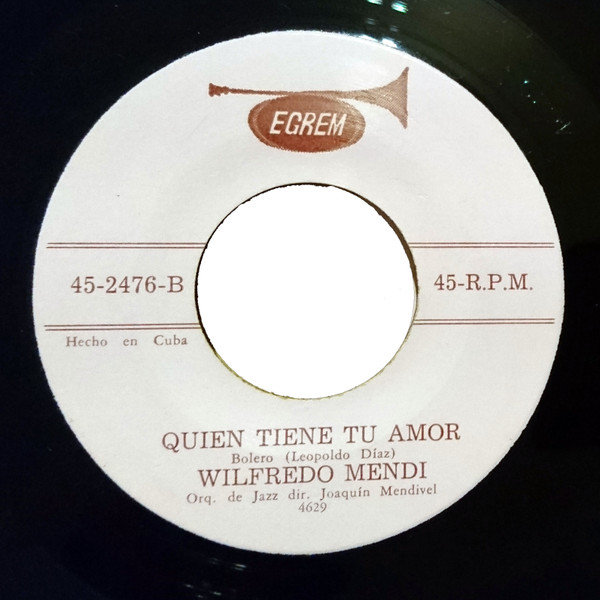 EGREM
45-2476-B
45-R.P.M.
Hecho en Cuba
QUIEN TIENE TU AMOR
Bolero (Leopoldo Díaz)
WILFREDO MENDI
Orq. de Jazz dir. Joaquín Mendivel
4629